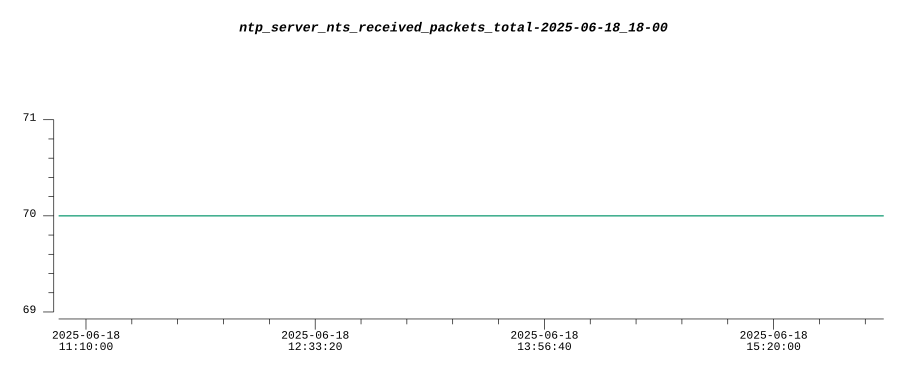 ntp_server_nts_received_packets_total-2025-06-18_18-00
71
70
69
2025-06-18 2025-06-18 2025-06-18 2025-06-18
11:10:00 12:33:20 13:56:40 15:20:00